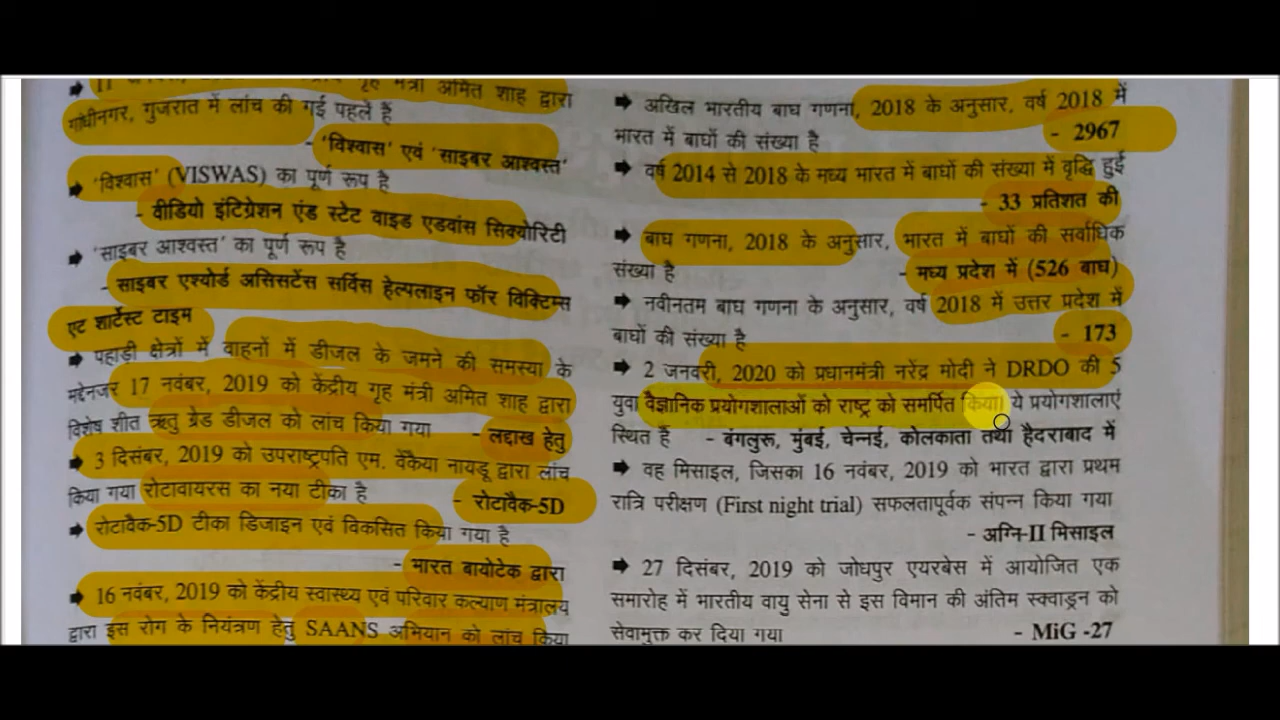 ➡ 11 मंत्री अमित शाह द्वारा
गांधीनगर, गुजरात में लांच की गई पहलें हैं
- 'विश्वास' एवं 'साइबर आश्वस्त'
➡ 'विश्वास' (VISWAS) का पूर्ण रूप है
- वीडियो इंटिग्रेशन एंड स्टेट वाइड एडवांस सिक्योरिटी
➡ 'साइबर आश्वस्त' का पूर्ण रूप है
- साइबर एश्योर्ड असिसटेंस सर्विस हेल्पलाइन फॉर विक्टिम्स
एट शार्टेस्ट टाइम
➡ पहाड़ी क्षेत्रों में वाहनों में डीजल के जमने की समस्या के
मद्देनजर 17 नवंबर, 2019 को केंद्रीय गृह मंत्री अमित शाह द्वारा
विशेष शीत ऋतु ग्रेड डीजल को लांच किया गया - लद्दाख हेतु
➡ 3 दिसंबर, 2019 को उपराष्ट्रपति एम. वेंकैया नायडू द्वारा लांच
किया गया रोटावायरस का नया टीका है - रोटावैक-5D
➡ रोटावैक-5D टीका डिजाइन एवं विकसित किया गया है
- भारत बायोटेक द्वारा
➡ 16 नवंबर, 2019 को केंद्रीय स्वास्थ्य एवं परिवार कल्याण मंत्रालय
द्वारा इस रोग के नियंत्रण हेतु SAANS अभियान को लांच किया
➡ अखिल भारतीय बाघ गणना, 2018 के अनुसार, वर्ष 2018 में
भारत में बाघों की संख्या है - 2967
➡ वर्ष 2014 से 2018 के मध्य भारत में बाघों की संख्या में वृद्धि हुई
- 33 प्रतिशत की
➡ बाघ गणना, 2018 के अनुसार, भारत में बाघों की सर्वाधिक
संख्या है - मध्य प्रदेश में (526 बाघ)
➡ नवीनतम बाघ गणना के अनुसार, वर्ष 2018 में उत्तर प्रदेश में
बाघों की संख्या है - 173
➡ 2 जनवरी, 2020 को प्रधानमंत्री नरेंद्र मोदी ने DRDO की 5
युवा वैज्ञानिक प्रयोगशालाओं को राष्ट्र को समर्पित किया। ये प्रयोगशालाएं
स्थित हैं - बंगलुरू, मुंबई, चेन्नई, कोलकाता तथा हैदराबाद में
➡ वह मिसाइल, जिसका 16 नवंबर, 2019 को भारत द्वारा प्रथम
रात्रि परीक्षण (First night trial) सफलतापूर्वक संपन्न किया गया
- अग्नि-II मिसाइल
➡ 27 दिसंबर, 2019 को जोधपुर एयरबेस में आयोजित एक
समारोह में भारतीय वायु सेना से इस विमान की अंतिम स्क्वाड्रन को
सेवामुक्त कर दिया गया - MiG -27